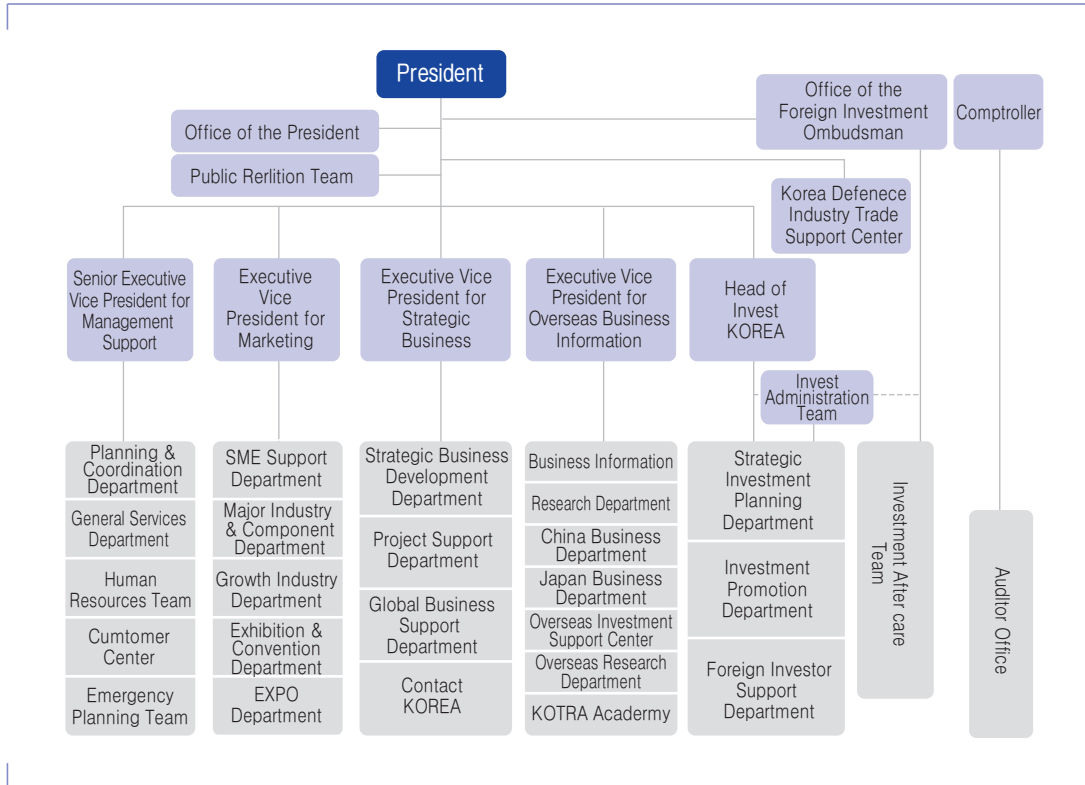 President
Office of the
Foreign Investment
Ombudsman
Comptroller
Office of the President
Public Rerlition Team
Korea Defenece
Industry Trade
Support Center
Senior Executive
Vice President for
Management
Support
Executive
Vice
President for
Marketing
Executive Vice
President for
Strategic
Business
Executive Vice
President for
Overseas Business
Information
Head of
Invest
KOREA
Invest
Administration
Team
Planning &
Coordination
Department
General Services
Department
Human
Resources Team
Cumtomer
Center
Emergency
Planning Team
SME Support
Department
Major Industry
& Component
Department
Growth Industry
Department
Exhibition &
Convention
Department
EXPO
Department
Strategic Business
Development
Department
Project Support
Department
Global Business
Support
Department
Contact
KOREA
Business Information
Research Department
China Business
Department
Japan Business
Department
Overseas Investment
Support Center
Overseas Research
Department
KOTRA Acadermy
Strategic
Investment
Planning
Department
Investment
Promotion
Department
Foreign Investor
Support
Department
Investment After care
Team
Audltor Office